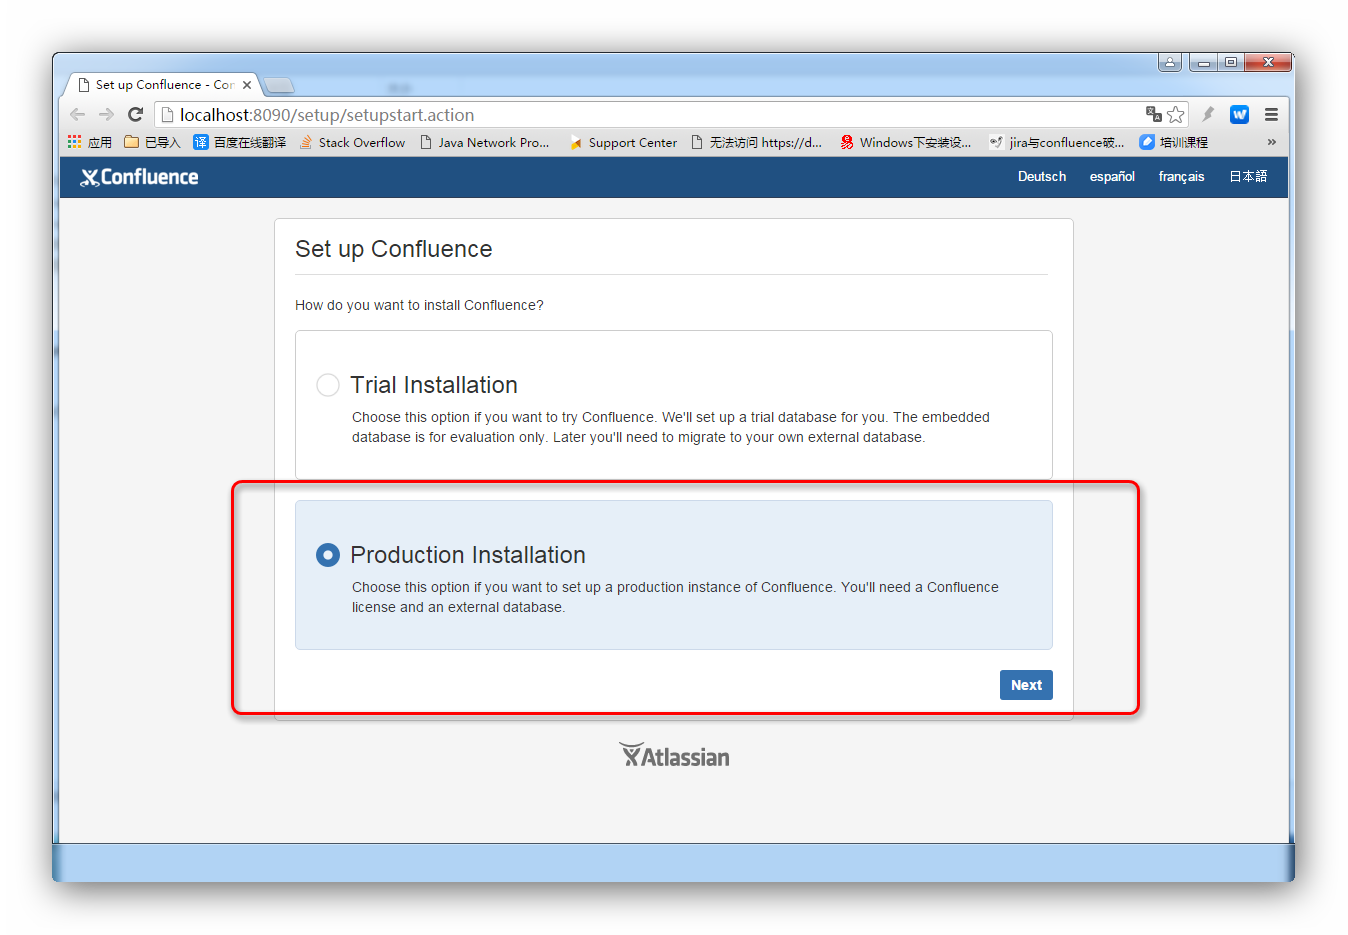 Set up Confluence - Con
localhost:8090/setup/setupstart.action
应用 已导入 译 百度在线翻译 Stack Overflow Java Network Pro... Support Center 无法访问 https://d... Windows下安装设... jira与confluence破... 培训课程 »
Confluence Deutsch español français 日本語
Set up Confluence
How do you want to install Confluence?
Trial Installation
Choose this option if you want to try Confluence. We'll set up a trial database for you. The embedded
database is for evaluation only. Later you'll need to migrate to your own external database.
Production Installation
Choose this option if you want to set up a production instance of Confluence. You'll need a Confluence
license and an external database.
Next
Atlassian